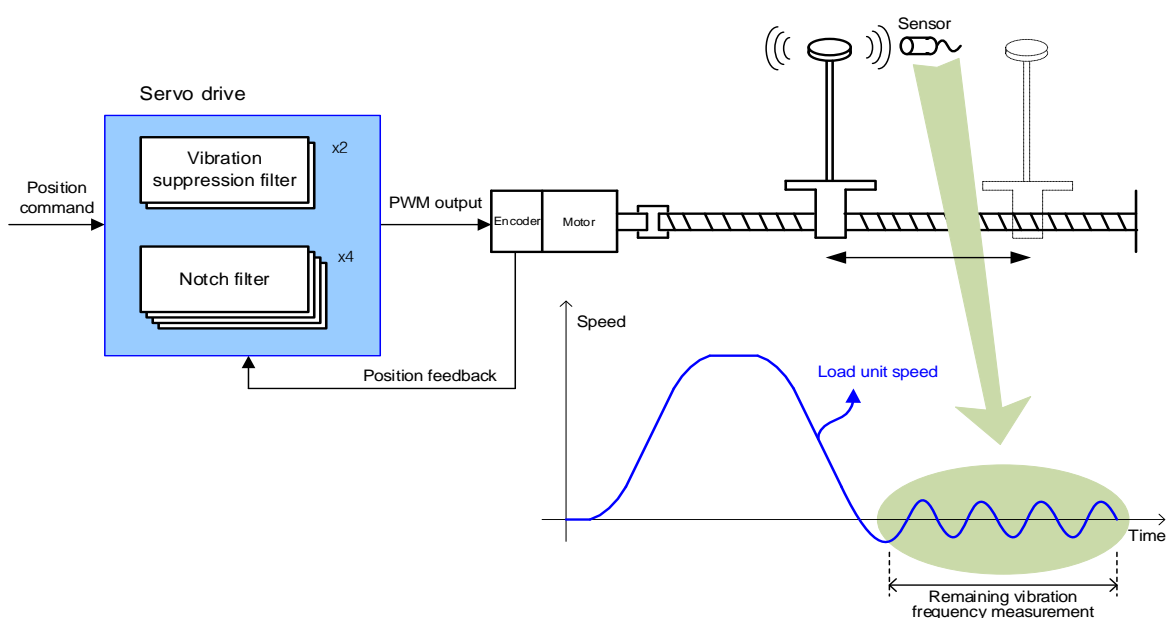 Sensor
Servo drive
x2
Vibration
suppression filter
Position
command
PWM output
Encoder
Motor
x4
Notch filter
Position feedback
Speed
Load unit speed
Time
Remaining vibration
frequency measurement